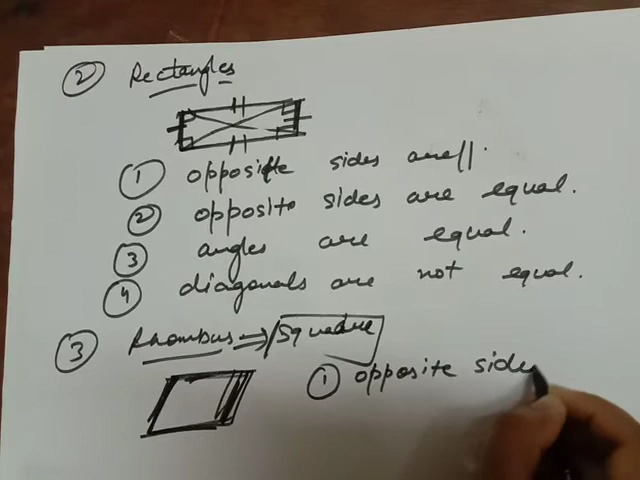 ② Rectangles
① opposite sides are ||.
② opposite sides are equal.
③ angles are equal.
④ diagonals are not equal.
③ Rhombus ⇒ Square
① opposite side